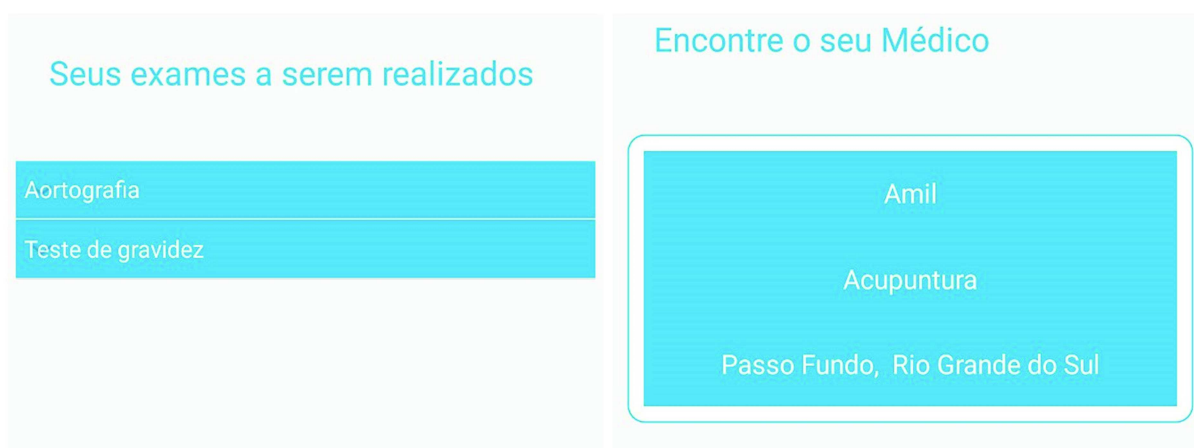 Seus exames a serem realizados
Aortografia
Teste de gravidez
Encontre o seu Médico
Amil
Acupuntura
Passo Fundo, Rio Grande do Sul